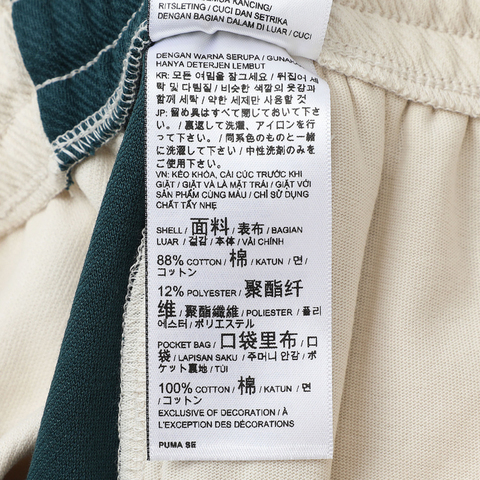 RITSLETING/ CUCI DAN SETRIKA
DENGAN BAGIAN DALAM DI LUAR / CUCI
DENGAN WARNA SERUPA / GUNAKAN
HANYA DETERJEN LEMBUT
KR: 모든 여밈을 잠그세요 / 뒤집어 세
탁 및 다림질 / 비슷한 색깔의 옷감과
함께 세탁 / 약한 세제만 사용할 것
JP: 留め具はすべて閉じておいて下さ
い。/ 裏返して洗濯、アイロンを行
って下さい。/ 同系色のものと一緒
に洗濯して下さい / 中性洗剤のみを
ご使用下さい。
VN: KÉO KHÓA, CÀI CÚC TRƯỚC KHI
GIẶT / GIẶT VÀ LÀ MẶT TRÁI / GIẶT VỚI
SẢN PHẨM CÙNG MÀU / CHỈ SỬ DỤNG
CHẤT TẨY NHẸ
SHELL / 面料 / 表布 / BAGIAN
LUAR / 겉감 / 本体 / VẢI CHÍNH
88% COTTON / 棉 / KATUN / 면 /
コットン
12% POLYESTER / 聚酯纤
维 / 聚酯纖維 / POLIESTER / 폴리
에스터 / ポリエステル
POCKET BAG / 口袋里布 / 口
袋 / LAPISAN SAKU / 주머니 안감 / ポ
ケット裏地 / TÚI
100% COTTON / 棉 / KATUN / 면
/ コットン
EXCLUSIVE OF DECORATION / À
L'EXCEPTION DES DÉCORATIONS
PUMA SE